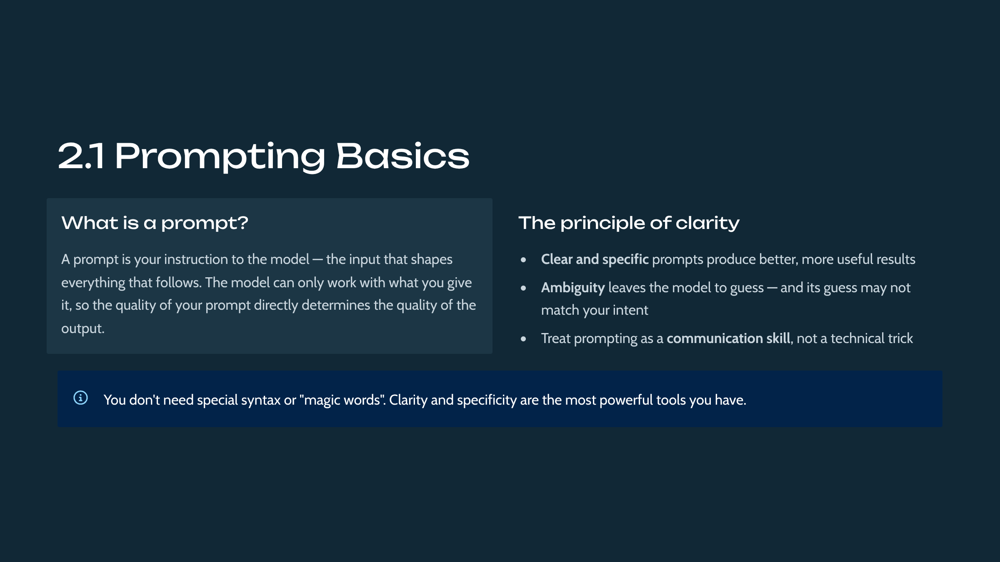 2.1 Prompting Basics
What is a prompt?
A prompt is your instruction to the model — the input that shapes
everything that follows. The model can only work with what you give
it, so the quality of your prompt directly determines the quality of the
output.
The principle of clarity
• Clear and specific prompts produce better, more useful results
• Ambiguity leaves the model to guess — and its guess may not
match your intent
• Treat prompting as a communication skill, not a technical trick
You don't need special syntax or "magic words". Clarity and specificity are the most powerful tools you have.